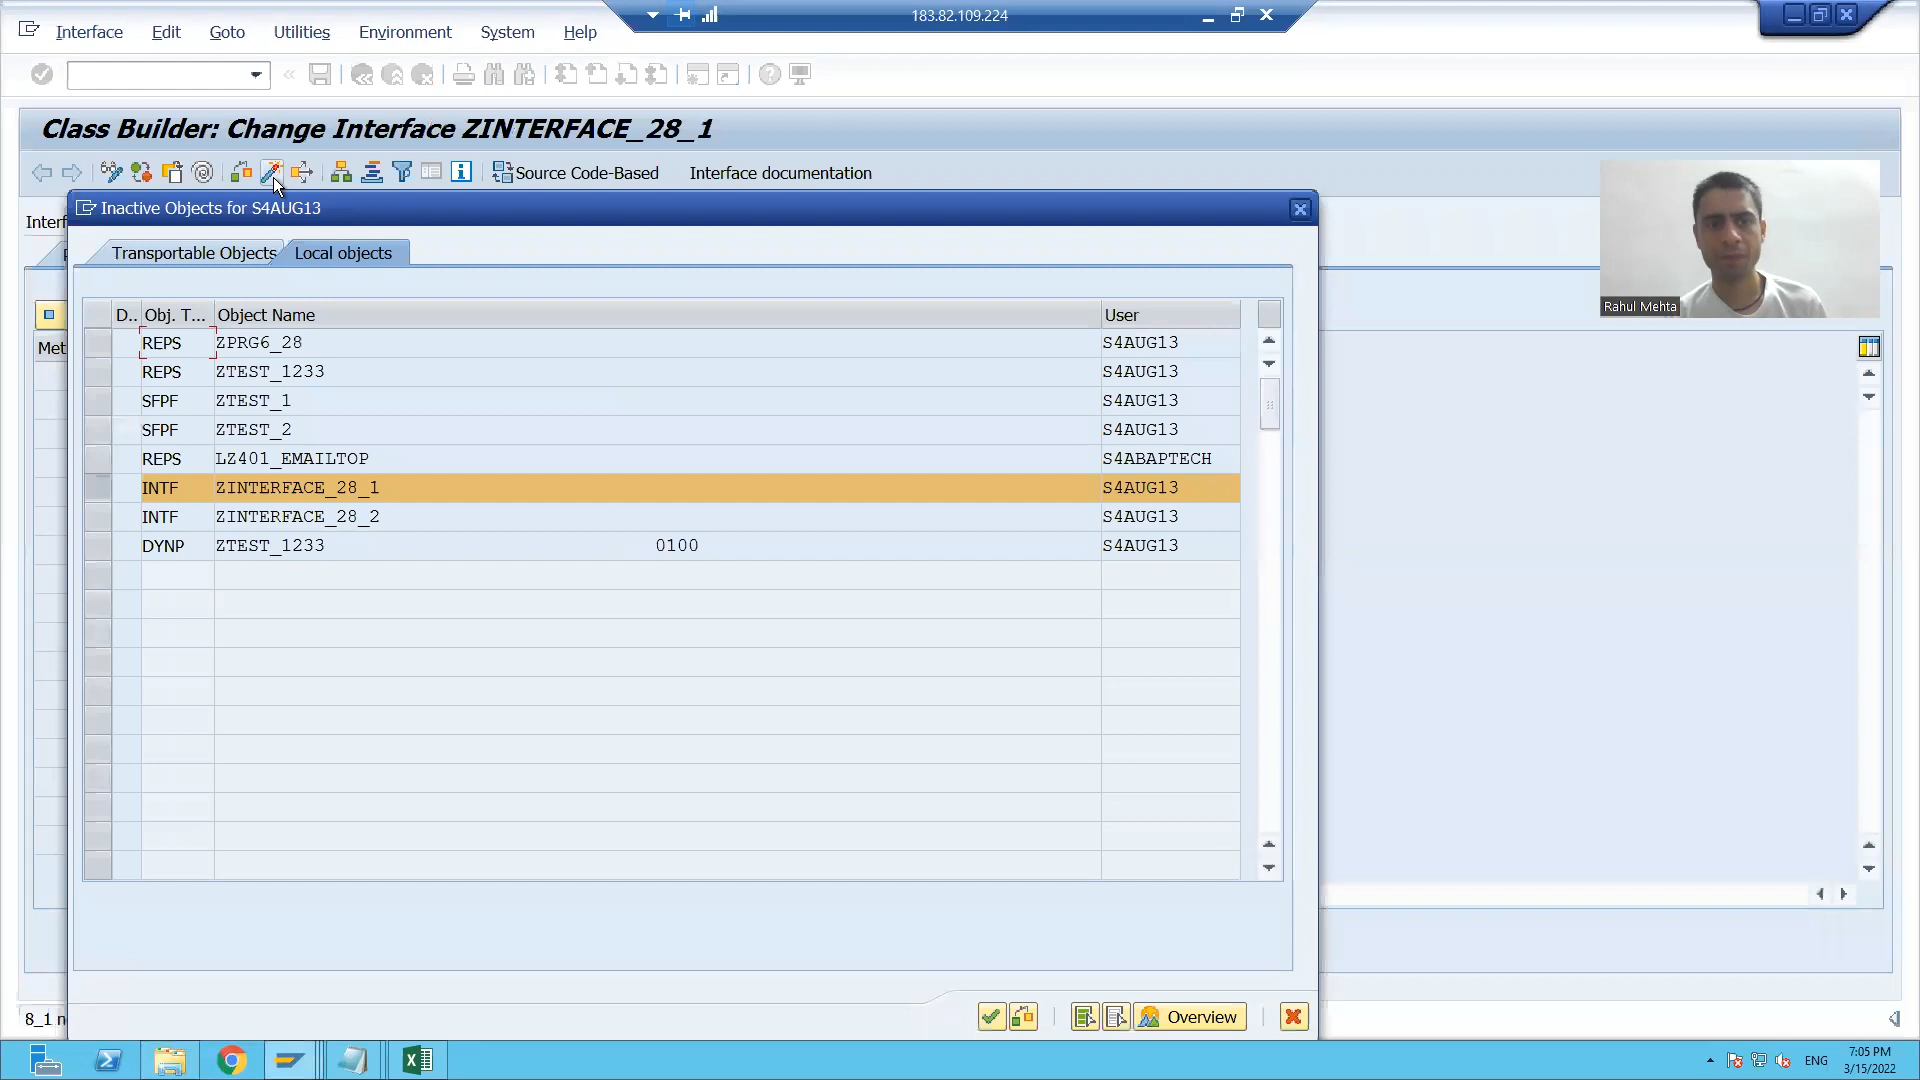 183.82.109.224
Interface Edit Goto Utilities Environment System Help
Class Builder: Change Interface ZINTERFACE_28_1
Source Code-Based Interface documentation
Interf
Inactive Objects for S4AUG13
Transportable Objects Local objects
Rahul Mehta
D.. Obj. T... Object Name User
REPS ZPRG6_28 S4AUG13
Met
REPS ZTEST_1233 S4AUG13
SFPF ZTEST_1 S4AUG13
SFPF ZTEST_2 S4AUG13
REPS LZ401_EMAILTOP S4ABAPTECH
INTF ZINTERFACE_28_1 S4AUG13
INTF ZINTERFACE_28_2 S4AUG13
DYNP ZTEST_1233 0100 S4AUG13
Overview
8_1 n
ENG
7:05 PM
3/15/2022